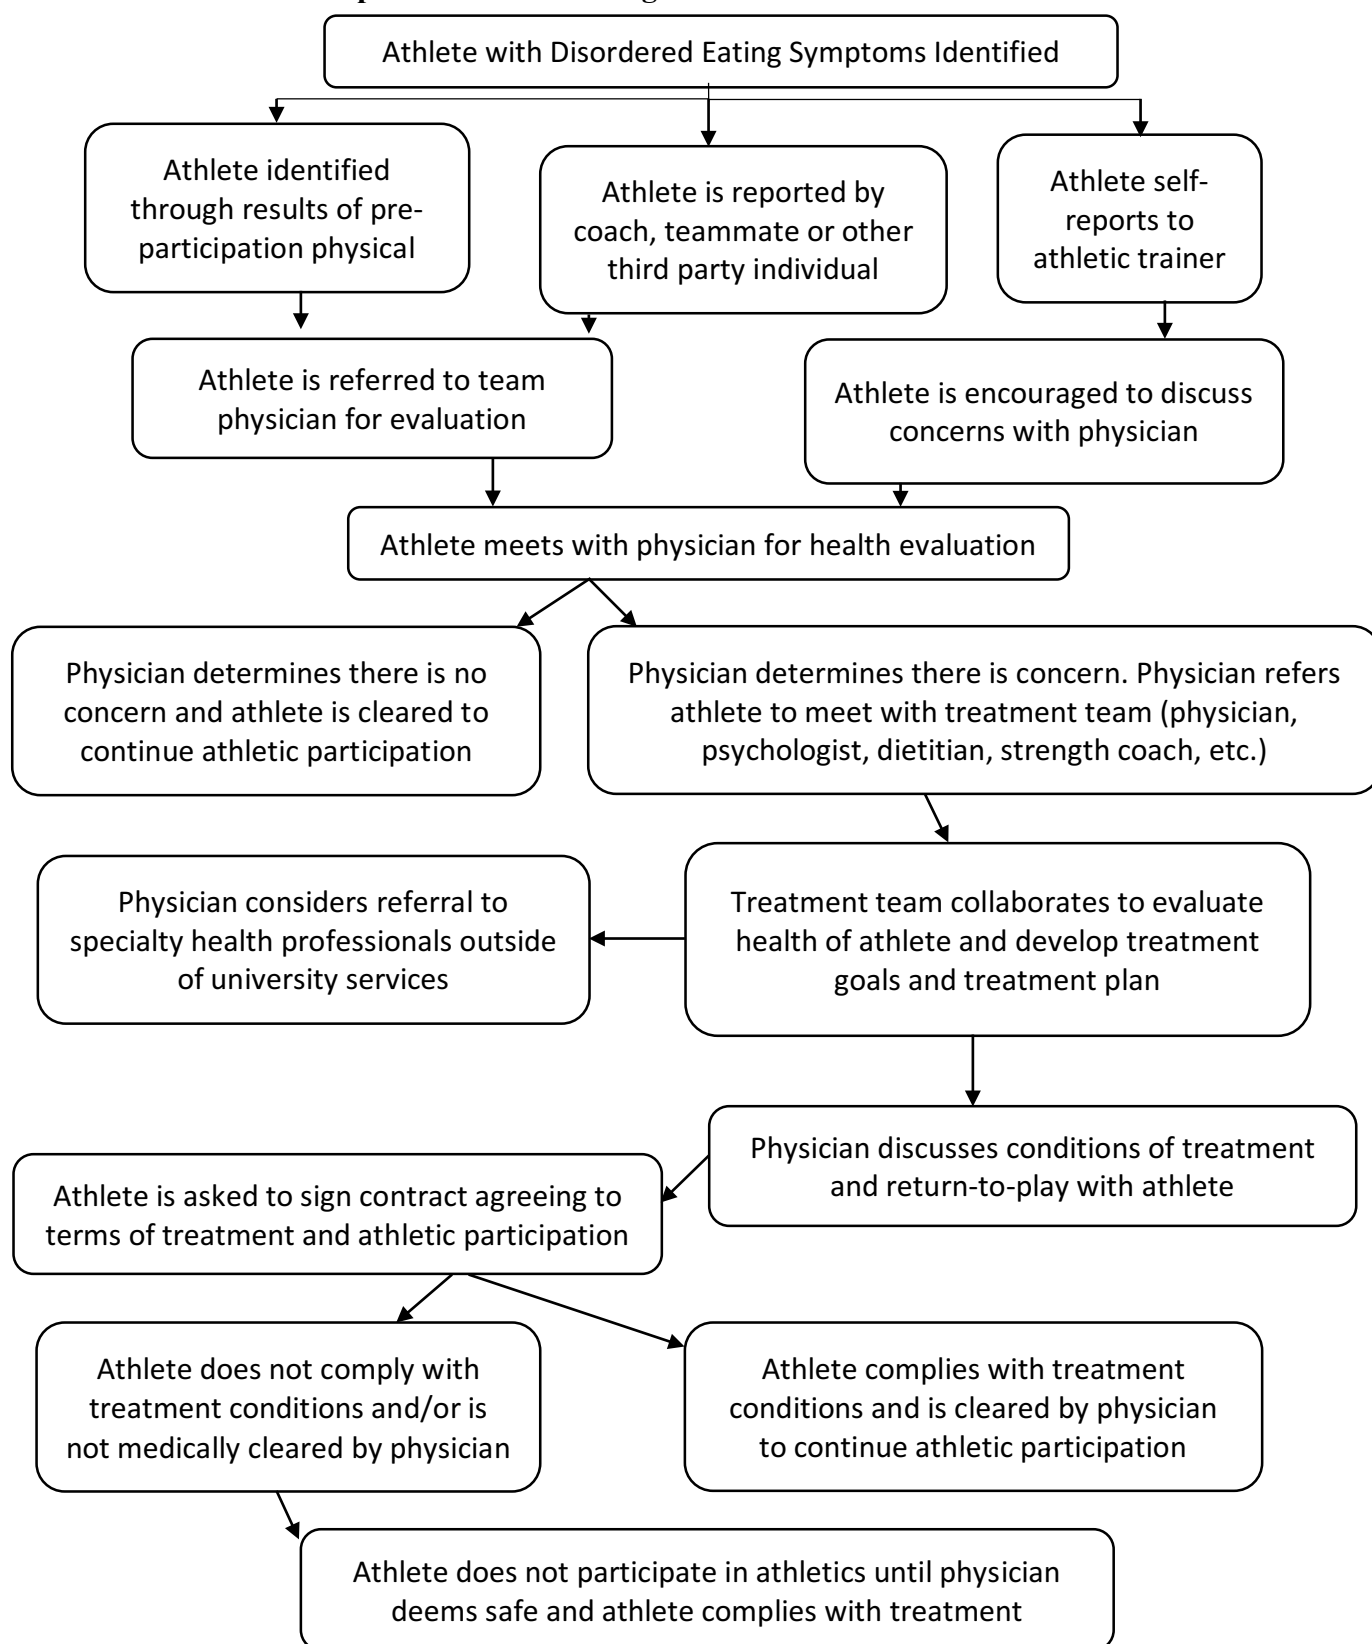 Athlete with Disordered Eating Symptoms Identified
Athlete identified
through results of pre-
participation physical
Athlete is reported by
coach, teammate or other
third party individual
Athlete self-
reports to
athletic trainer
Athlete is referred to team
physician for evaluation
Athlete is encouraged to discuss
concerns with physician
Athlete meets with physician for health evaluation
Physician determines there is no
concern and athlete is cleared to
continue athletic participation
Physician determines there is concern. Physician refers
athlete to meet with treatment team (physician,
psychologist, dietitian, strength coach, etc.)
Physician considers referral to
specialty health professionals outside
of university services
Treatment team collaborates to evaluate
health of athlete and develop treatment
goals and treatment plan
Physician discusses conditions of treatment
and return-to-play with athlete
Athlete is asked to sign contract agreeing to
terms of treatment and athletic participation
Athlete does not comply with
treatment conditions and/or is
not medically cleared by physician
Athlete complies with treatment
conditions and is cleared by physician
to continue athletic participation
Athlete does not participate in athletics until physician
deems safe and athlete complies with treatment